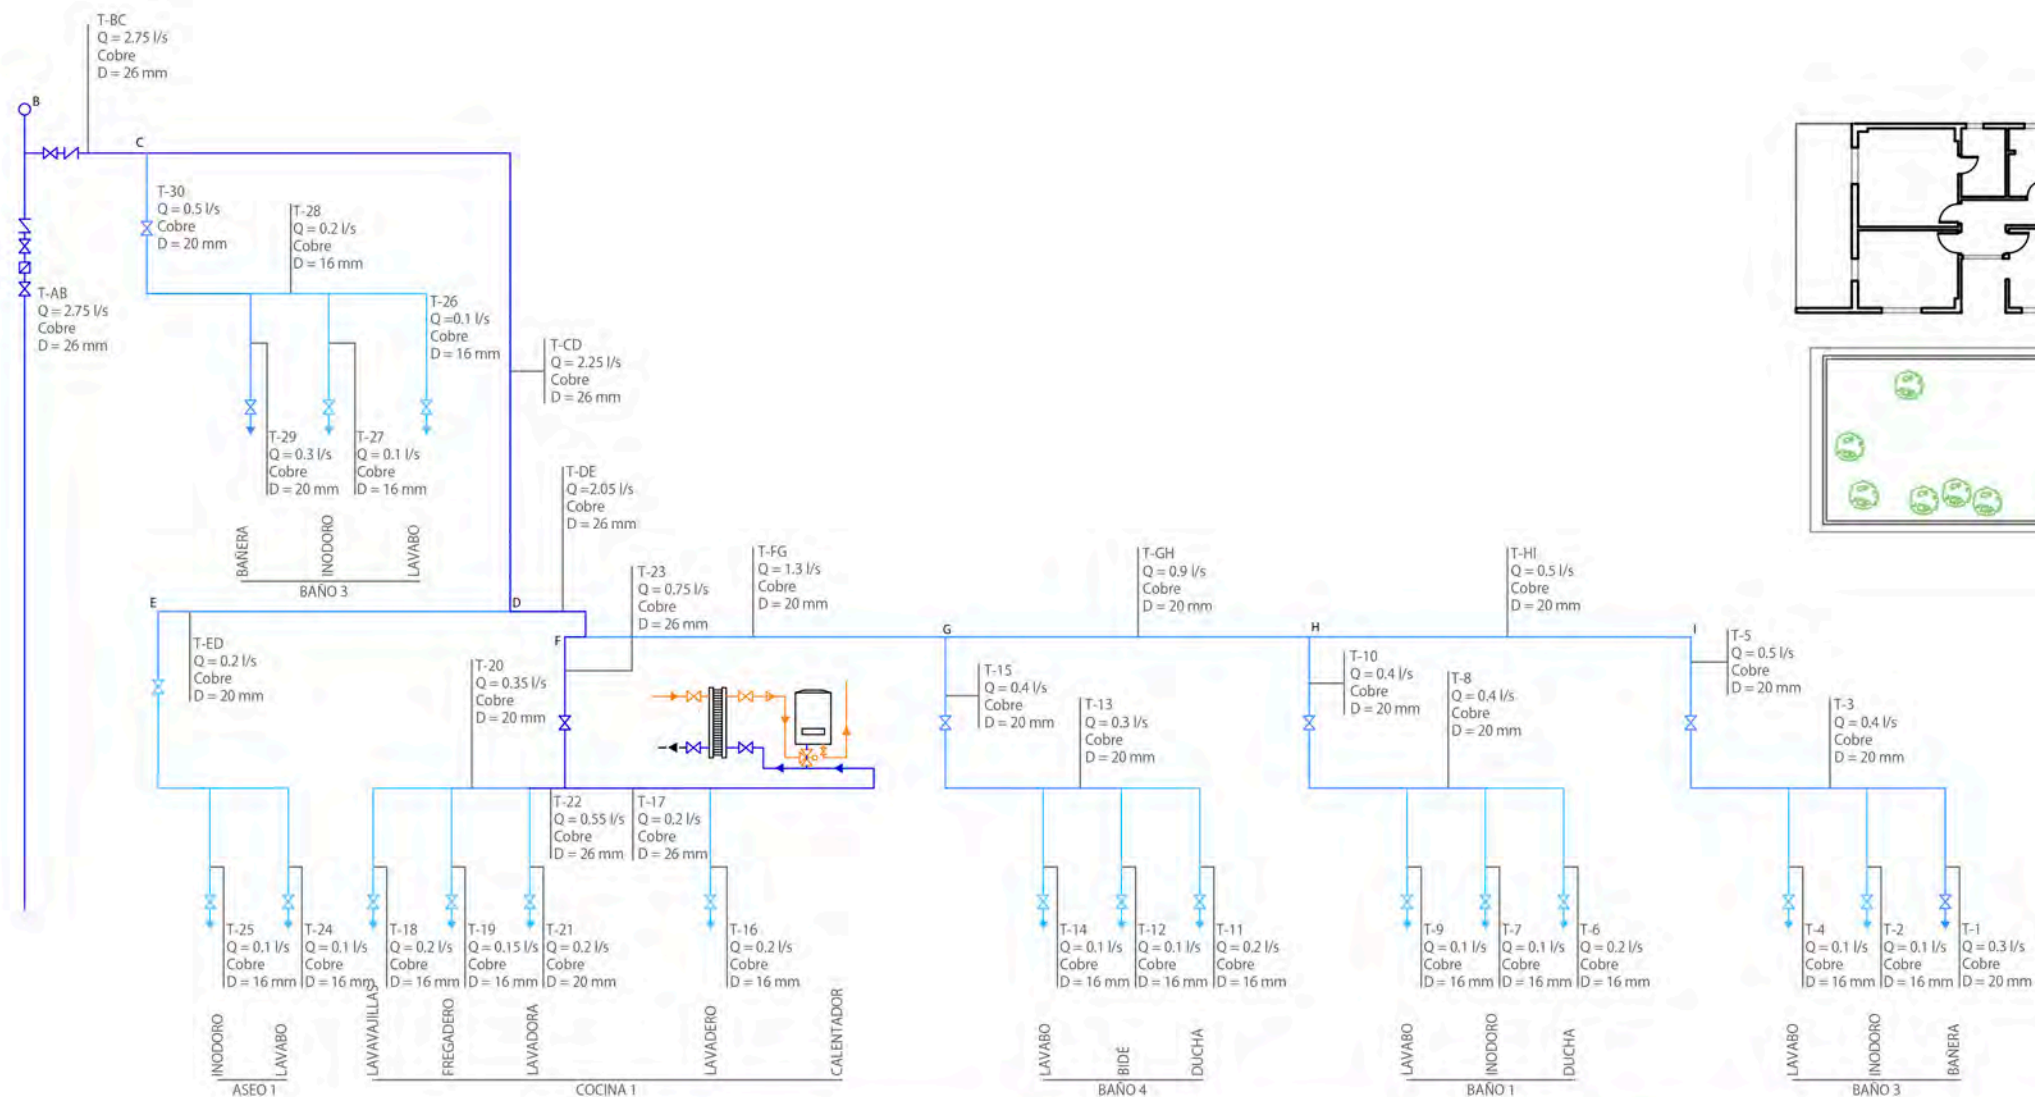 T-BC
Q = 2.75 l/s
Cobre
D = 26 mm
B
C
T-30
Q = 0.5 l/s
Cobre
D = 20 mm
T-28
Q = 0.2 l/s
Cobre
D = 16 mm
T-AB
Q = 2.75 l/s
Cobre
D = 26 mm
T-26
Q =0.1 l/s
Cobre
D = 16 mm
T-CD
Q = 2.25 l/s
Cobre
D = 26 mm
T-29
Q = 0.3 l/s
Cobre
D = 20 mm
T-27
Q = 0.1 l/s
Cobre
D = 16 mm
BAÑERA
INODORO
LAVABO
BAÑO 3
T-DE
Q =2.05 l/s
Cobre
D = 26 mm
E
D
T-23
Q = 0.75 l/s
Cobre
D = 26 mm
T-FG
Q = 1.3 l/s
Cobre
D = 20 mm
T-GH
Q = 0.9 l/s
Cobre
D = 20 mm
T-HI
Q = 0.5 l/s
Cobre
D = 20 mm
F
G
H
I
T-ED
Q = 0.2 l/s
Cobre
D = 20 mm
T-20
Q = 0.35 l/s
Cobre
D = 20 mm
T-15
Q = 0.4 l/s
Cobre
D = 20 mm
T-13
Q = 0.3 l/s
Cobre
D = 20 mm
T-10
Q = 0.4 l/s
Cobre
D = 20 mm
T-8
Q = 0.4 l/s
Cobre
D = 20 mm
T-5
Q = 0.5 l/s
Cobre
D = 20 mm
T-3
Q = 0.4 l/s
Cobre
D = 20 mm
T-22
Q = 0.55 l/s
Cobre
D = 26 mm
T-17
Q = 0.2 l/s
Cobre
D = 26 mm
T-25
Q = 0.1 l/s
Cobre
D = 16 mm
T-24
Q = 0.1 l/s
Cobre
D = 16 mm
T-18
Q = 0.2 l/s
Cobre
D = 16 mm
T-19
Q = 0.15 l/s
Cobre
D = 16 mm
T-21
Q = 0.2 l/s
Cobre
D = 20 mm
T-16
Q = 0.2 l/s
Cobre
D = 16 mm
T-14
Q = 0.1 l/s
Cobre
D = 16 mm
T-12
Q = 0.1 l/s
Cobre
D = 16 mm
T-11
Q = 0.2 l/s
Cobre
D = 16 mm
T-9
Q = 0.1 l/s
Cobre
D = 16 mm
T-7
Q = 0.1 l/s
Cobre
D = 16 mm
T-6
Q = 0.2 l/s
Cobre
D = 16 mm
T-4
Q = 0.1 l/s
Cobre
D = 16 mm
T-2
Q = 0.1 l/s
Cobre
D = 16 mm
T-1
Q = 0.3 l/s
Cobre
D = 20 mm
INODORO
LAVABO
ASEO 1
LAVAVAJILLAS
FREGADERO
LAVADORA
LAVADERO
CALENTADOR
COCINA 1
LAVABO
BIDÉ
DUCHA
BAÑO 4
LAVABO
INODORO
DUCHA
BAÑO 1
LAVABO
INODORO
BAÑERA
BAÑO 3